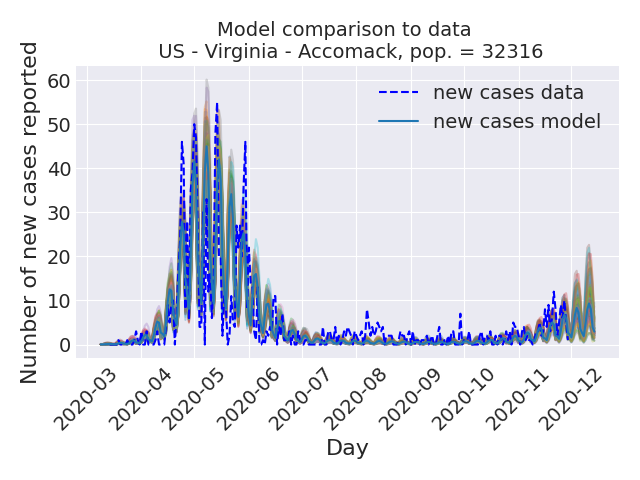 Model comparison to data
US - Virginia - Accomack, pop. = 32316
Number of new cases reported
60
50
40
30
20
10
0
new cases data
new cases model
2020-03
2020-04
2020-05
2020-06
2020-07
2020-08
2020-09
2020-10
2020-11
2020-12
Day